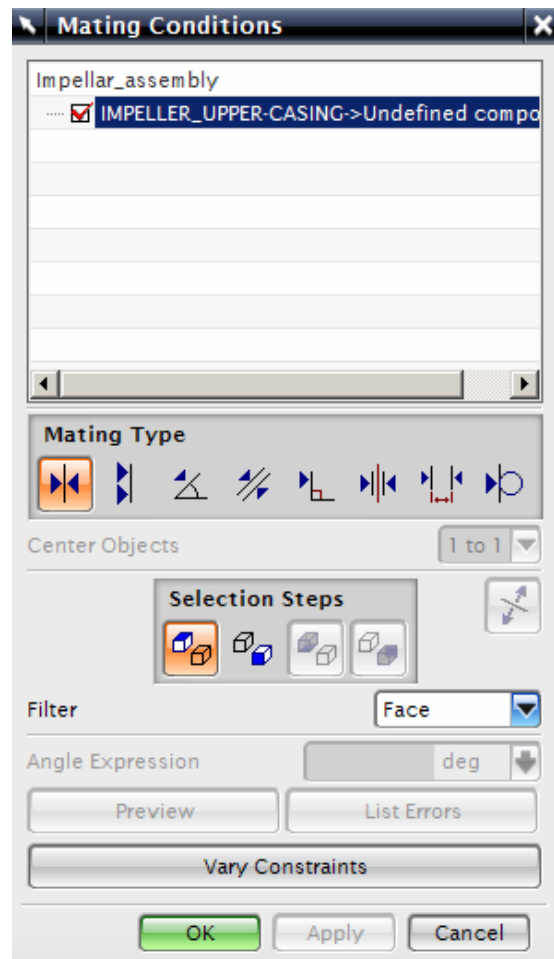 Mating Conditions
Impellar_assembly
IMPELLER_UPPER-CASING->Undefined compo
Mating Type
Center Objects 1 to 1
Selection Steps
Filter Face
Angle Expression deg
Preview List Errors
Vary Constraints
OK Apply Cancel